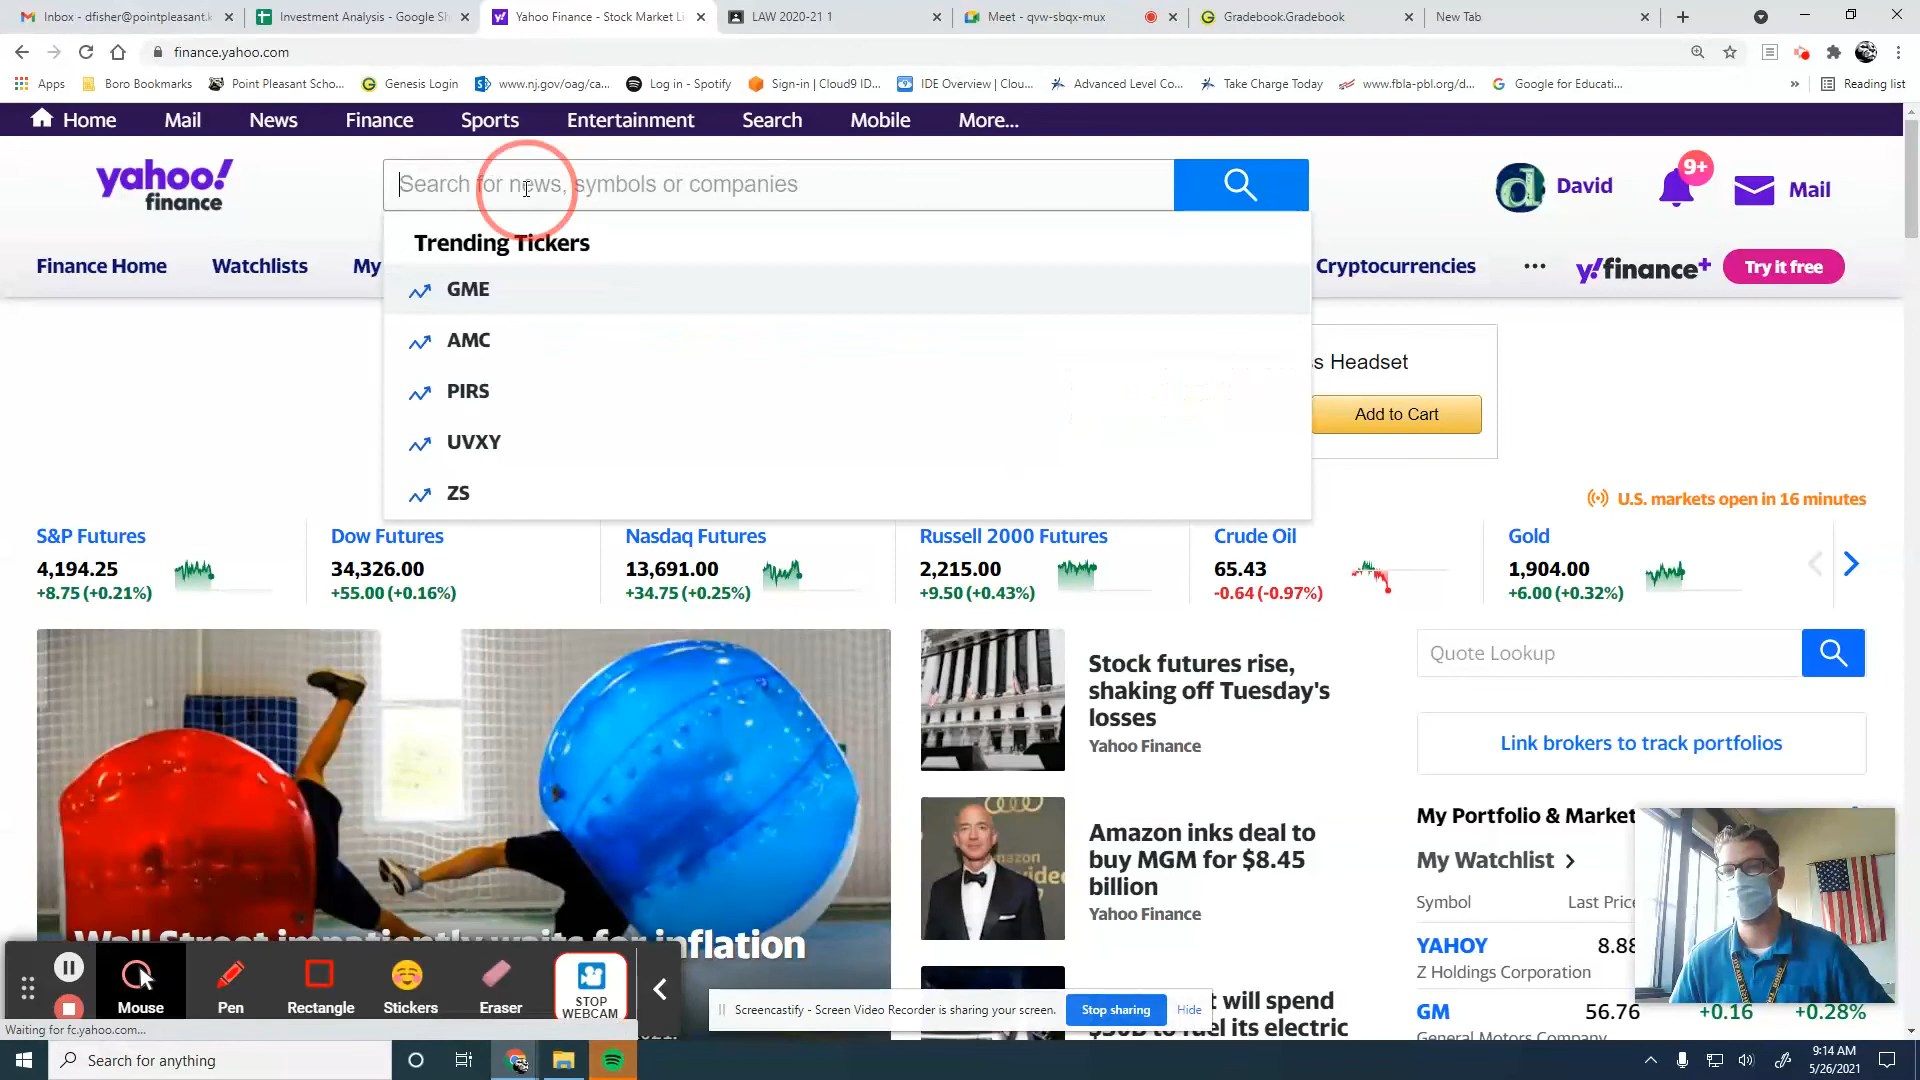 Inbox - dfisher@pointpleasant.k
Investment Analysis - Google Sh
Yahoo Finance - Stock Market Li
LAW 2020-21 1
Meet - qvw-sbqx-mux
Gradebook.Gradebook
New Tab
finance.yahoo.com
Apps
Boro Bookmarks
Point Pleasant Scho...
Genesis Login
www.nj.gov/oag/ca...
Log in - Spotify
Sign-in | Cloud9 ID...
IDE Overview | Clou...
Advanced Level Co...
Take Charge Today
www.fbla-pbl.org/d...
Google for Educati...
»
Reading list
Home
Mail
News
Finance
Sports
Entertainment
Search
Mobile
More...
yahoo!
finance
Search for news, symbols or companies
David
9+
Mail
Finance Home
Watchlists
My
Cryptocurrencies
y!finance+
Try it free
Trending Tickers
GME
AMC
PIRS
UVXY
ZS
s Headset
Add to Cart
U.S. markets open in 16 minutes
S&P Futures
4,194.25
+8.75 (+0.21%)
Dow Futures
34,326.00
+55.00 (+0.16%)
Nasdaq Futures
13,691.00
+34.75 (+0.25%)
Russell 2000 Futures
2,215.00
+9.50 (+0.43%)
Crude Oil
65.43
-0.64 (-0.97%)
Gold
1,904.00
+6.00 (+0.32%)
Wall Street impatiently waits for inflation
Stock futures rise,
shaking off Tuesday's
losses
Yahoo Finance
Amazon inks deal to
buy MGM for $8.45
billion
Yahoo Finance
t will spend
$30B to fuel its electric
Quote Lookup
Link brokers to track portfolios
My Portfolio & Market
My Watchlist
Symbol
Last Price
YAHOY
8.88
Z Holdings Corporation
GM
56.76
+0.16
+0.28%
General Motors Company
Mouse
Pen
Rectangle
Stickers
Eraser
STOP
WEBCAM
Screencastify - Screen Video Recorder is sharing your screen.
Stop sharing
Hide
Waiting for fc.yahoo.com...
2021.
Search for anything
9:14 AM
5/26/2021